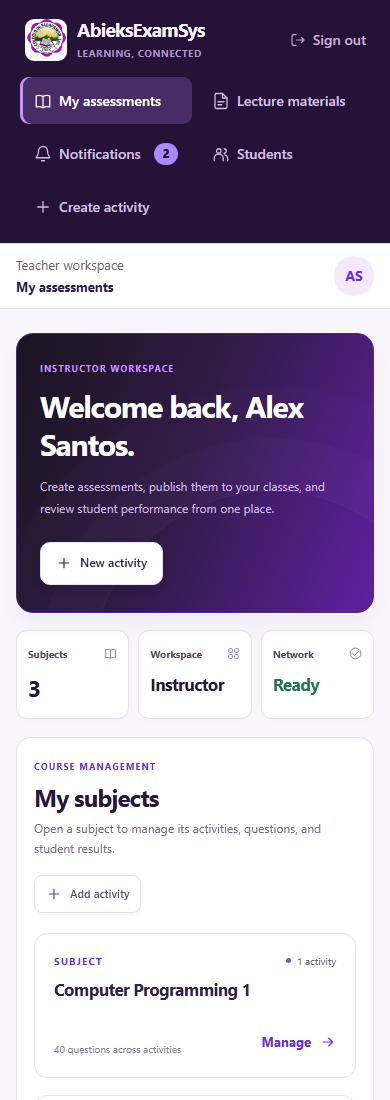 AbieksExamSys
LEARNING, CONNECTED
Sign out
My assessments
Lecture materials
Notifications 2
Students
Create activity
Teacher workspace
My assessments
AS
INSTRUCTOR WORKSPACE
Welcome back, Alex
Santos.
Create assessments, publish them to your classes, and
review student performance from one place.
New activity
Subjects
3
Workspace
Instructor
Network
Ready
COURSE MANAGEMENT
My subjects
Open a subject to manage its activities, questions, and
student results.
Add activity
SUBJECT
1 activity
Computer Programming 1
40 questions across activities
Manage